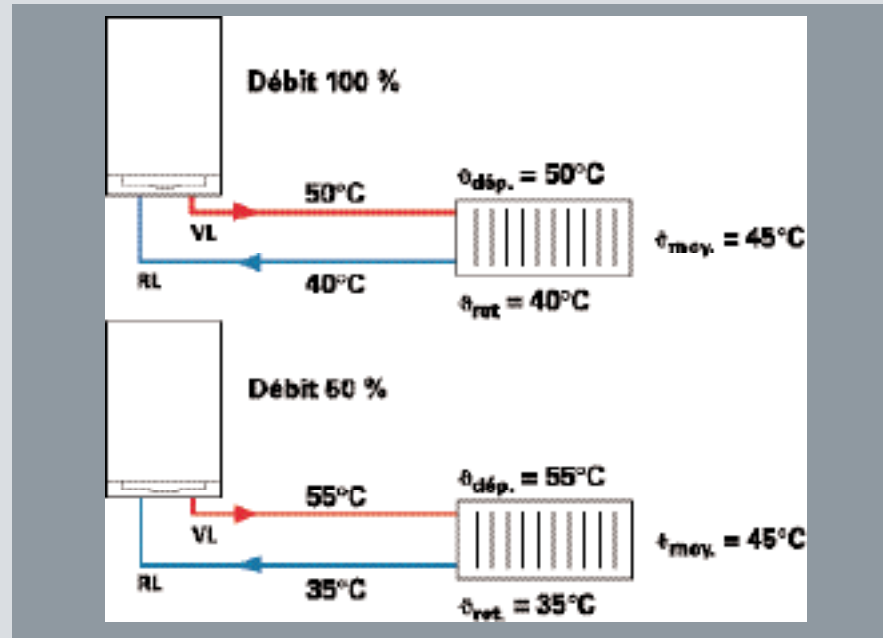 Débit 100 %
50°C
ϑdép. = 50°C
VL
ϑmoy. = 45°C
RL
40°C
ϑret = 40°C
Débit %
55°C
ϑdép. = 55°C
VL
ϑmoy. = 45°C
RL
35°C
ϑret. = 35°C